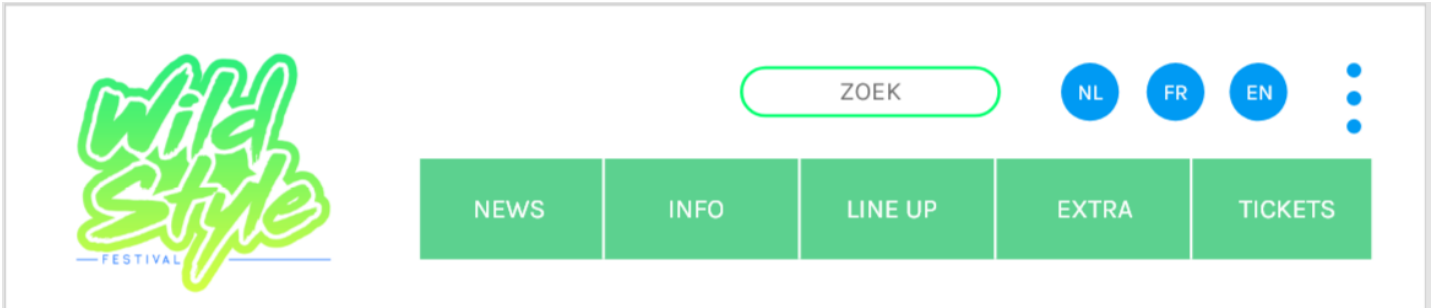 Wild
Style
FESTIVAL
ZOEK
NL FR EN
NEWS INFO LINE UP EXTRA TICKETS